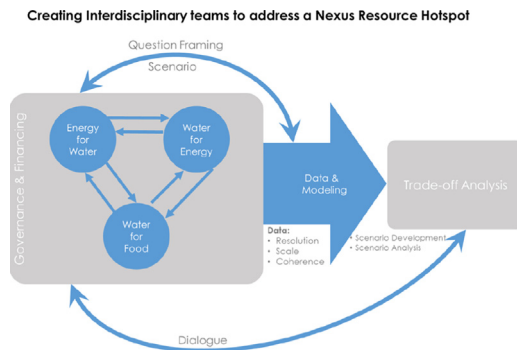 Creating Interdisciplinary teams to address a Nexus Resource Hotspot
Question Framing
Scenario
Governance & Financing
Energy
for
Water
Water
for
Energy
Water
for
Food
Data &
Modeling
Trade-off Analysis
Data:
• Resolution
• Scale
• Coherence
• Scenario Development
• Scenario Analysis
Dialogue